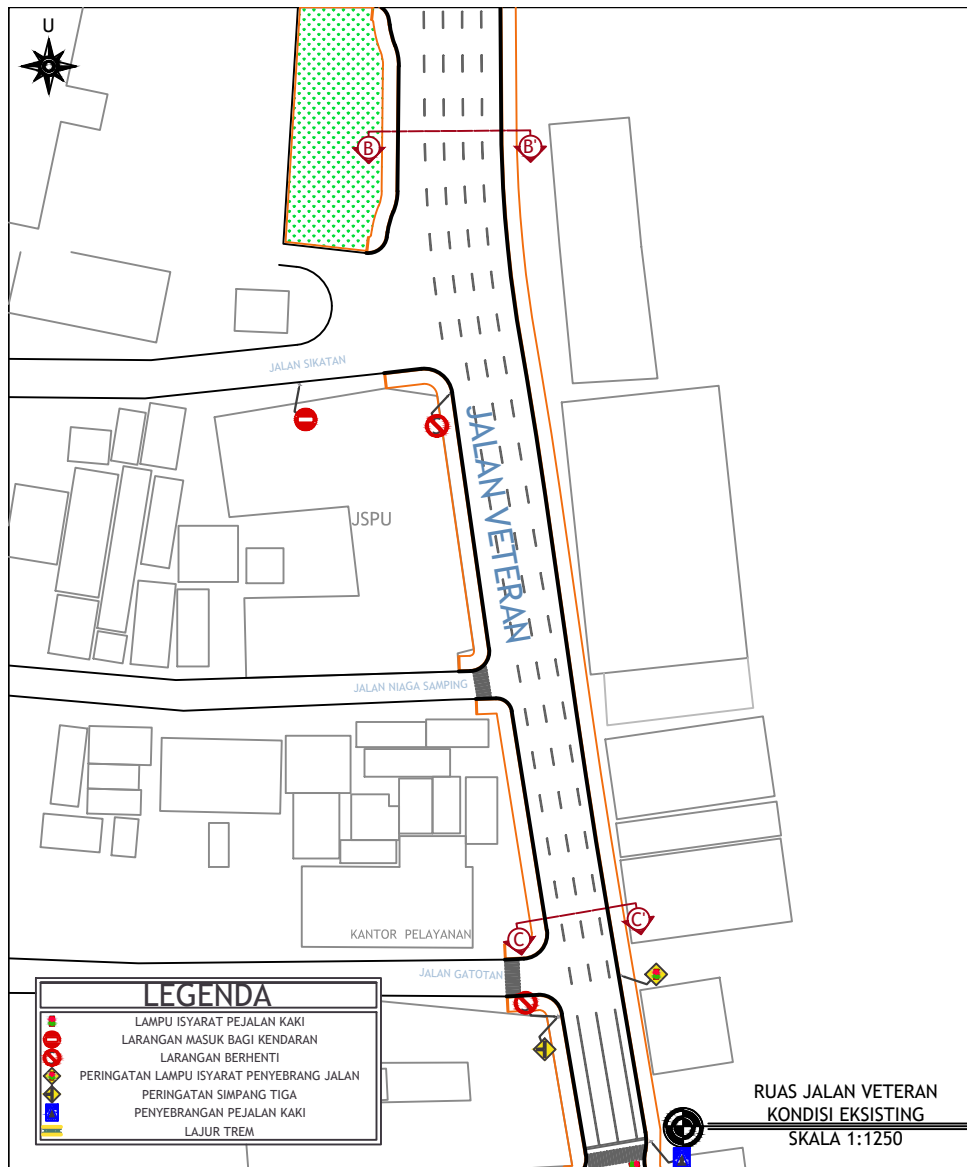 U
B
B'
JALAN SIKATAN
JALAN VETERAN
JSPU
JALAN NIAGA SAMPING
KANTOR PELAYANAN
C
C'
JALAN GATOTAN
LEGENDA
LAMPU ISYARAT PEJALAN KAKI
LARANGAN MASUK BAGI KENDARAN
LARANGAN BERHENTI
PERINGATAN LAMPU ISYARAT PENYEBRANG JALAN
PERINGATAN SIMPANG TIGA
PENYEBRANGAN PEJALAN KAKI
LAJUR TREM
RUAS JALAN VETERAN
KONDISI EKSISTING
SKALA 1:1250